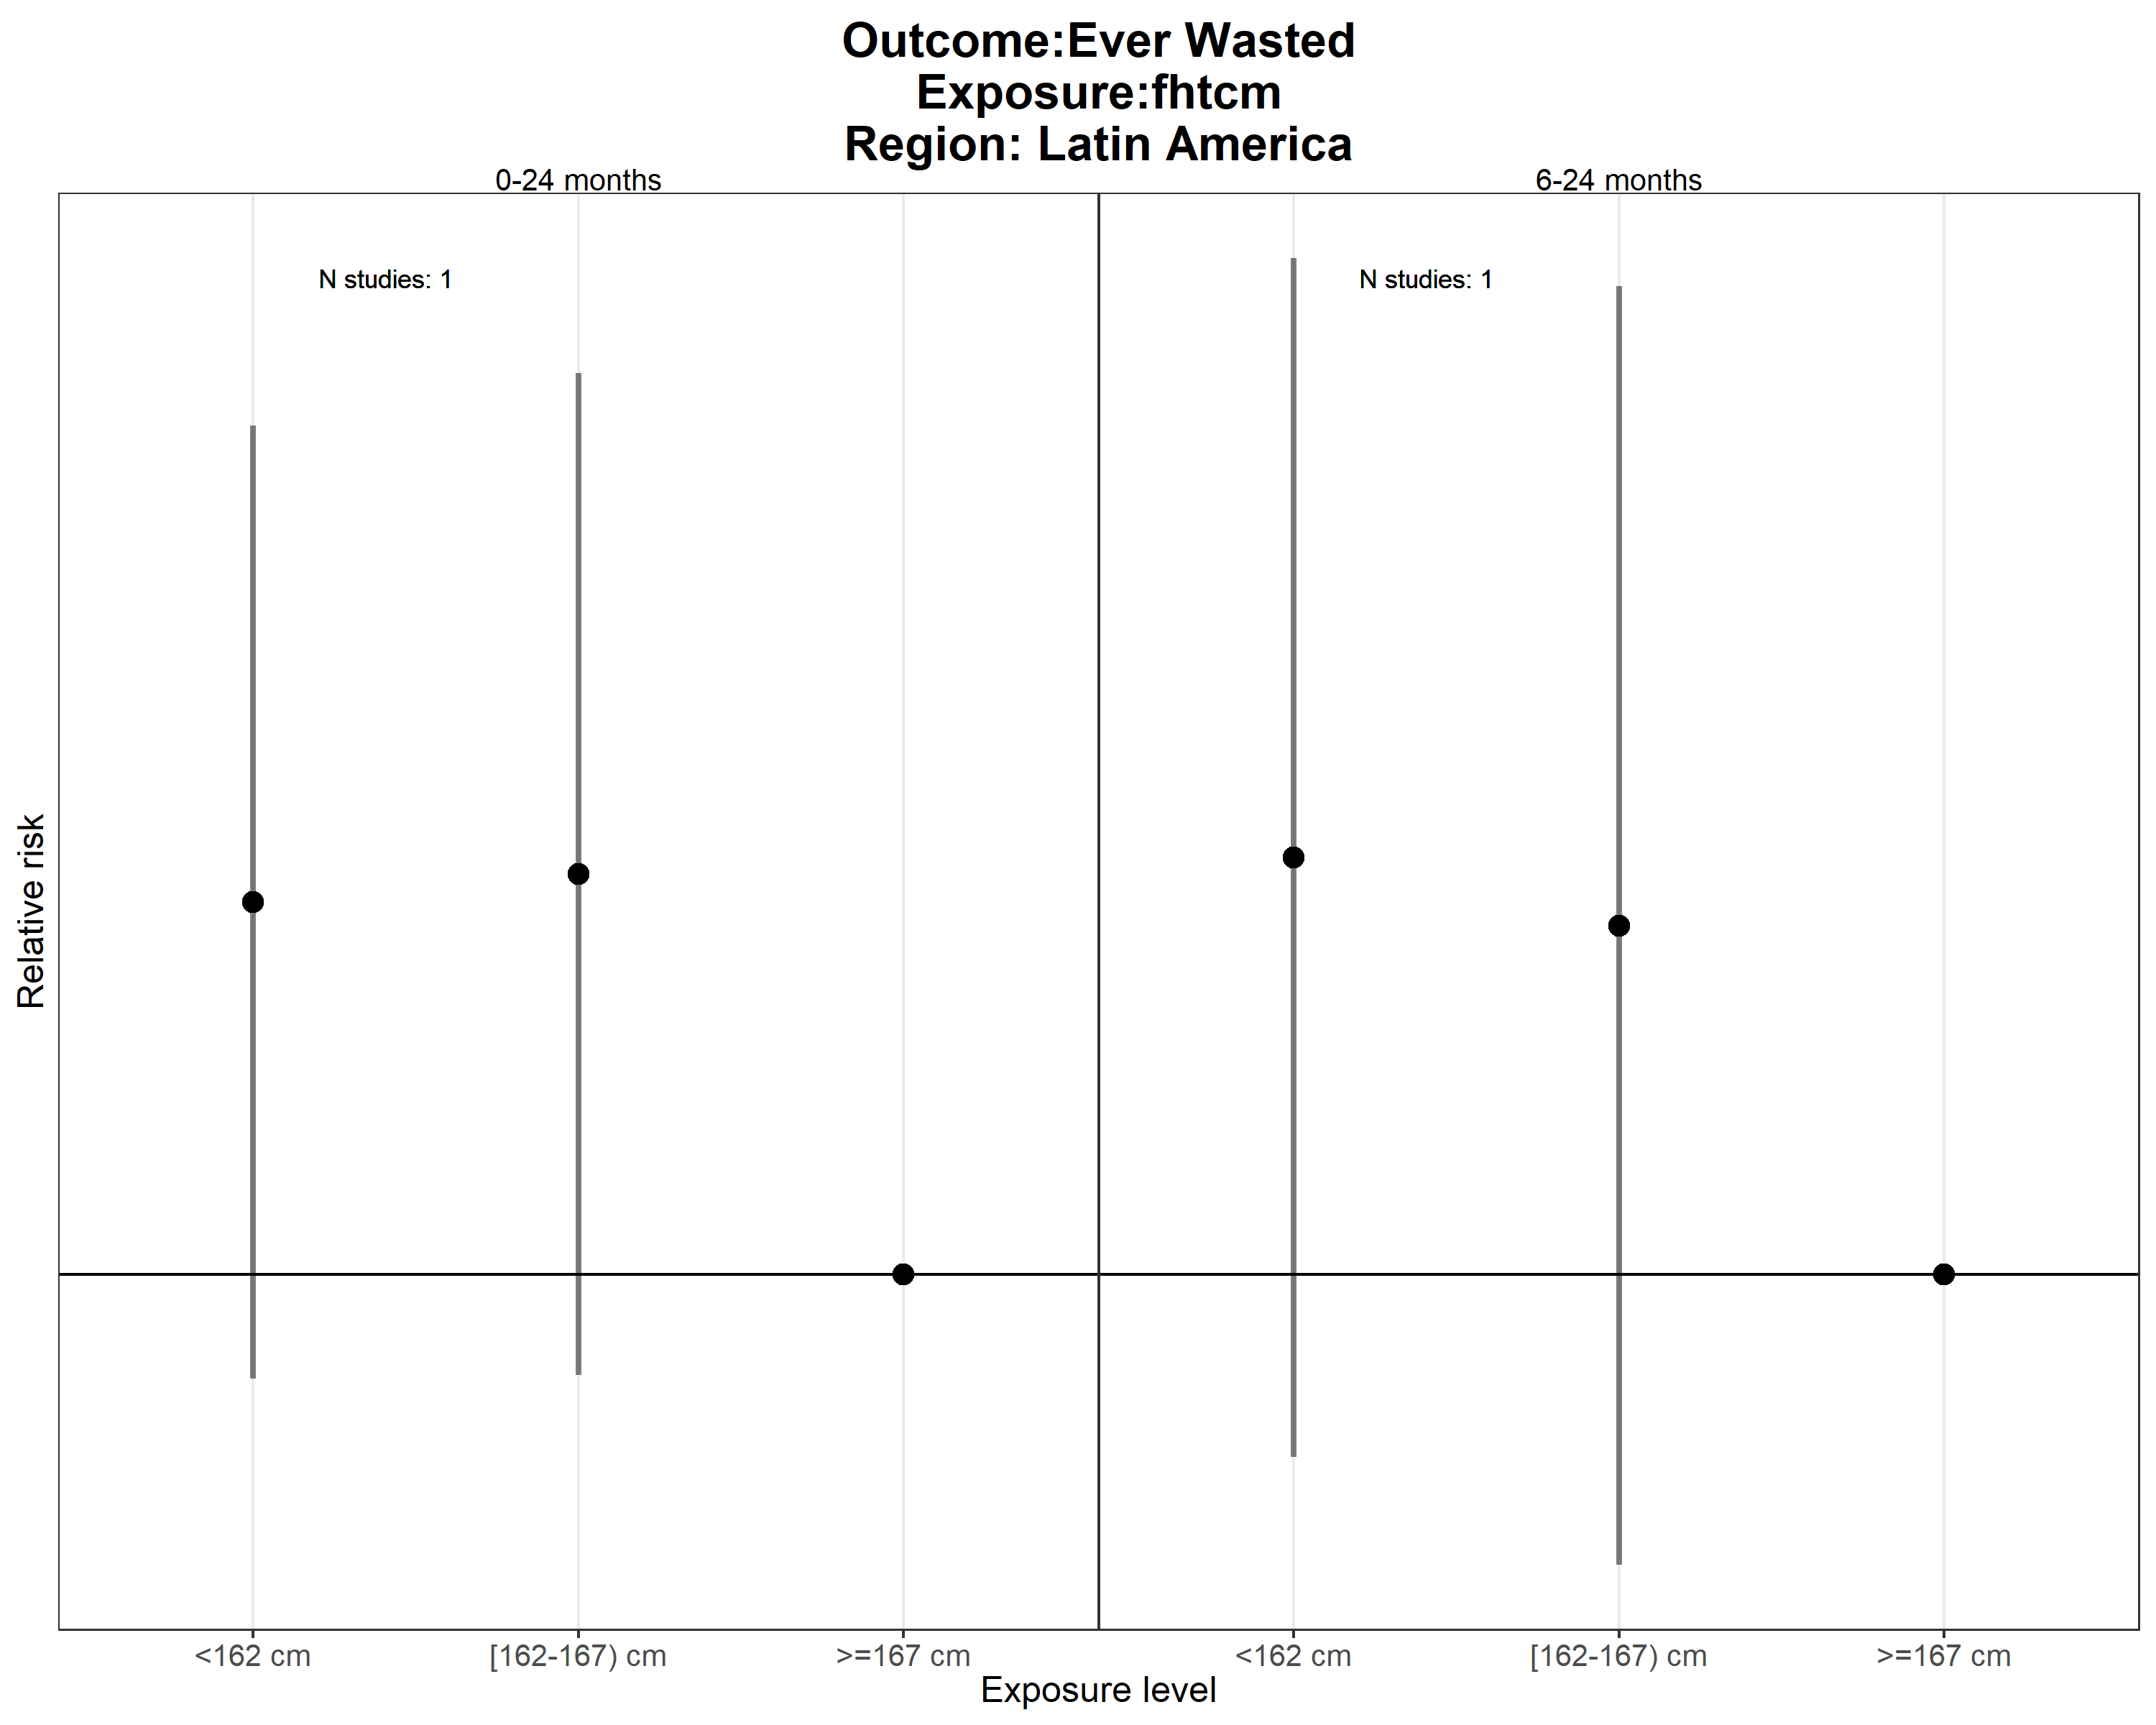 Outcome:Ever Wasted
Exposure:fhtcm
Region: Latin America
0-24 months
6-24 months
N studies: 1
N studies: 1
Relative risk
<162 cm
[162-167) cm
>=167 cm
<162 cm
[162-167) cm
>=167 cm
Exposure level